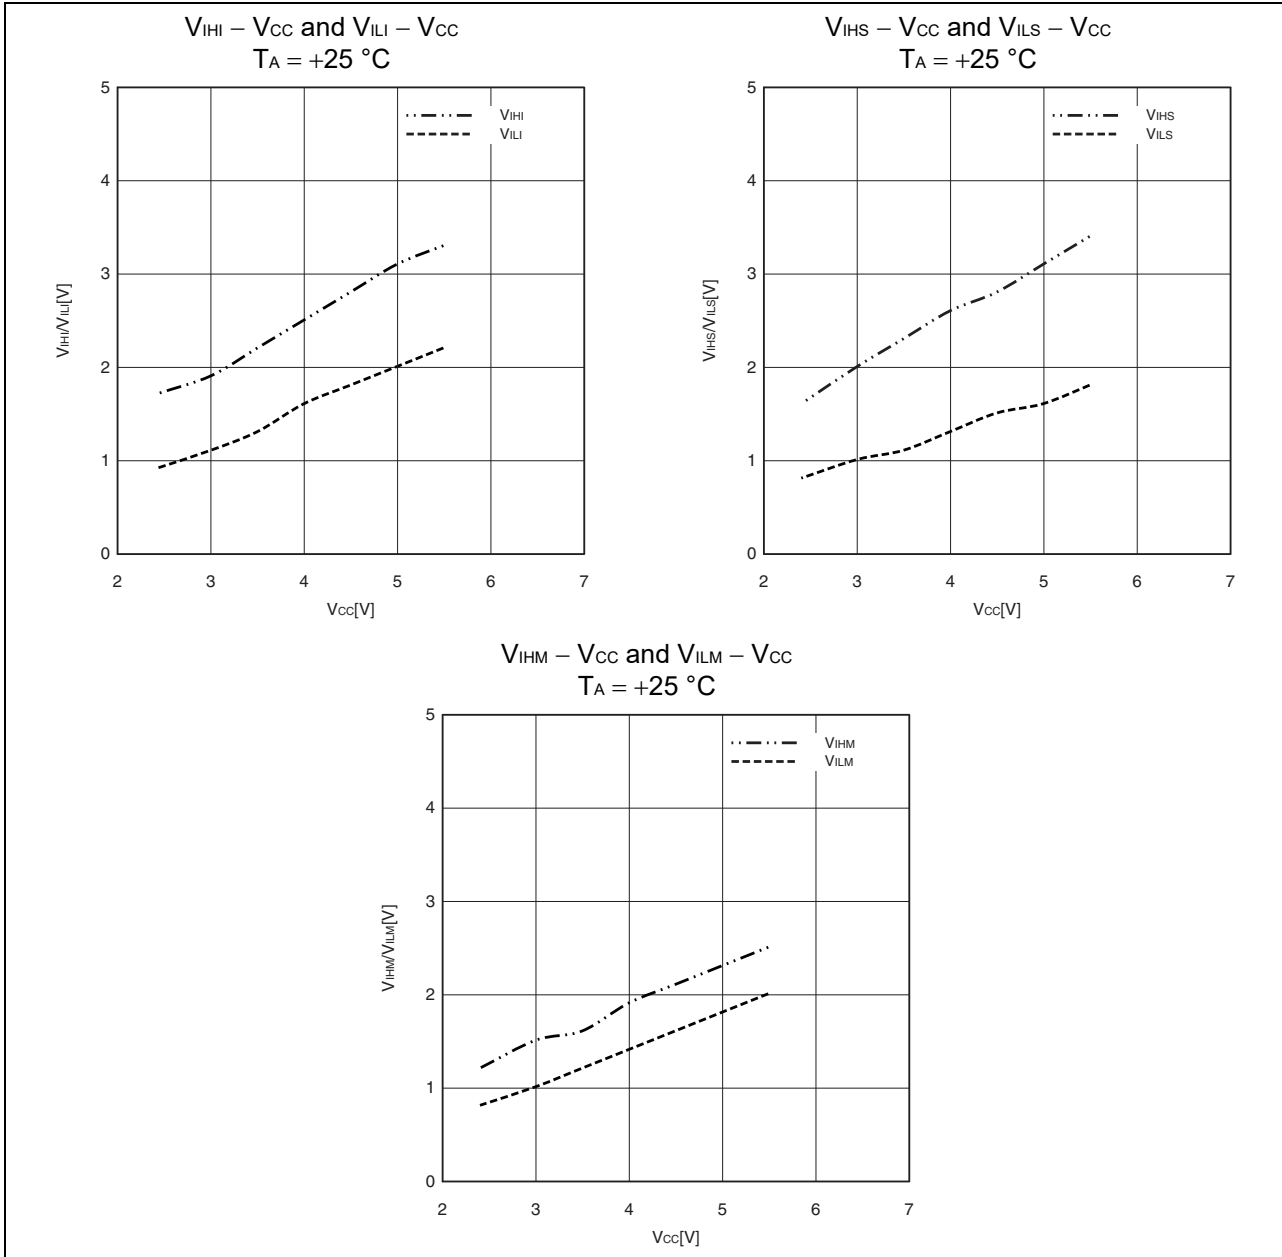 VIHI − VCC and VILI − VCC
TA = +25 °C
5
4
3
2
1
0
VIHI/VILI[V]
VIHI
VILI
2 3 4 5 6 7
VCC[V]
VIHS − VCC and VILS − VCC
TA = +25 °C
5
4
3
2
1
0
VIHS/VILS[V]
VIHS
VILS
2 3 4 5 6 7
VCC[V]
VIHM − VCC and VILM − VCC
TA = +25 °C
5
4
3
2
1
0
VIHM/VILM[V]
VIHM
VILM
2 3 4 5 6 7
VCC[V]